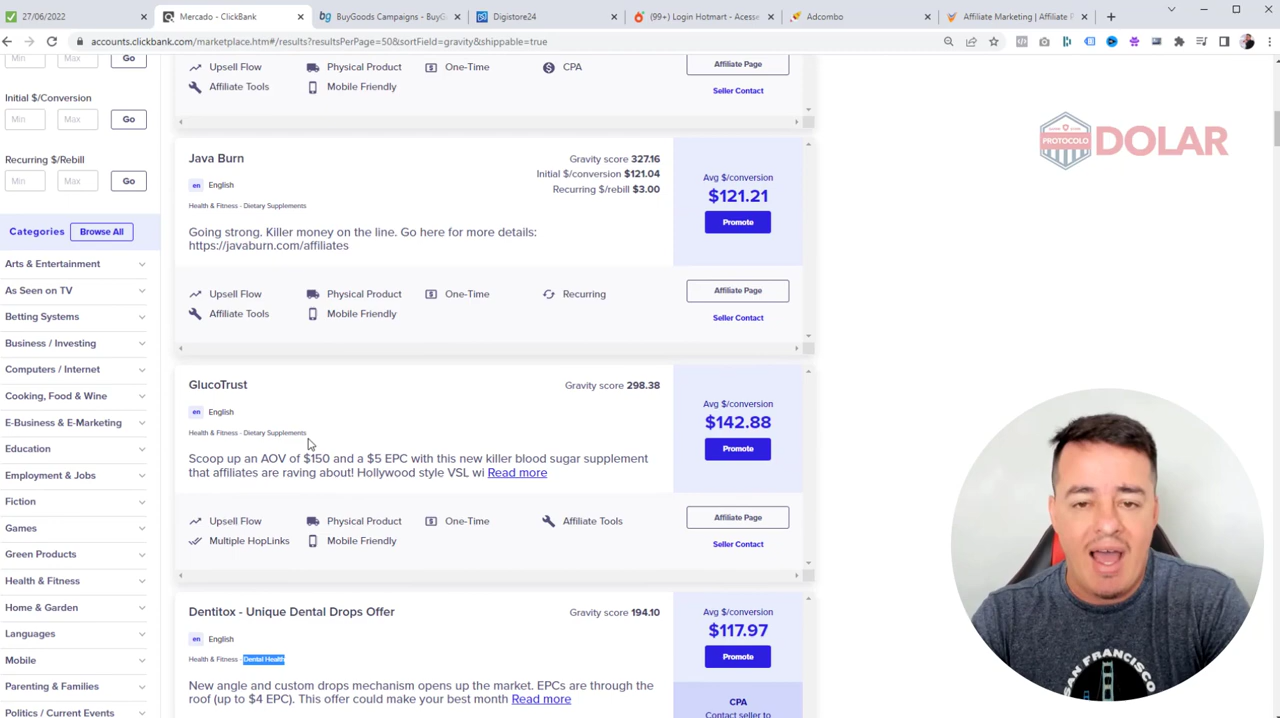 27/06/2022
Mercado - ClickBank
BuyGoods Campaigns - BuyG
Digistore24
(99+) Login Hotmart - Acesse
Adcombo
Affiliate Marketing | Affiliate P
accounts.clickbank.com/marketplace.htm#/results?resultsPerPage=50&sortField=gravity&shippable=true
Min
Max
Go
Initial $/Conversion
Min
Max
Go
Recurring $/Rebill
Min
Max
Go
Categories
Browse All
Arts & Entertainment
As Seen on TV
Betting Systems
Business / Investing
Computers / Internet
Cooking, Food & Wine
E-Business & E-Marketing
Education
Employment & Jobs
Fiction
Games
Green Products
Health & Fitness
Home & Garden
Languages
Mobile
Parenting & Families
Politics / Current Events
Upsell Flow
Physical Product
One-Time
CPA
Affiliate Tools
Mobile Friendly
Affiliate Page
Seller Contact
Java Burn
Gravity score 327.16
Initial $/conversion $121.04
Recurring $/rebill $3.00
en English
Health & Fitness - Dietary Supplements
Going strong. Killer money on the line. Go here for more details:
https://javaburn.com/affiliates
Avg $/conversion
$121.21
Promote
Upsell Flow
Physical Product
One-Time
Recurring
Affiliate Tools
Mobile Friendly
Affiliate Page
Seller Contact
GlucoTrust
Gravity score 298.38
en English
Health & Fitness - Dietary Supplements
Scoop up an AOV of $150 and a $5 EPC with this new killer blood sugar supplement
that affiliates are raving about! Hollywood style VSL wi Read more
Avg $/conversion
$142.88
Promote
Upsell Flow
Physical Product
One-Time
Affiliate Tools
Multiple HopLinks
Mobile Friendly
Affiliate Page
Seller Contact
Dentitox - Unique Dental Drops Offer
Gravity score 194.10
en English
Health & Fitness - Dental Health
New angle and custom drops mechanism opens up the market. EPCs are through the
roof (up to $4 EPC). This offer could make your best month Read more
Avg $/conversion
$117.97
Promote
CPA
Contact seller to
PROTOCOLO
DOLAR
SAN FRANCISCO